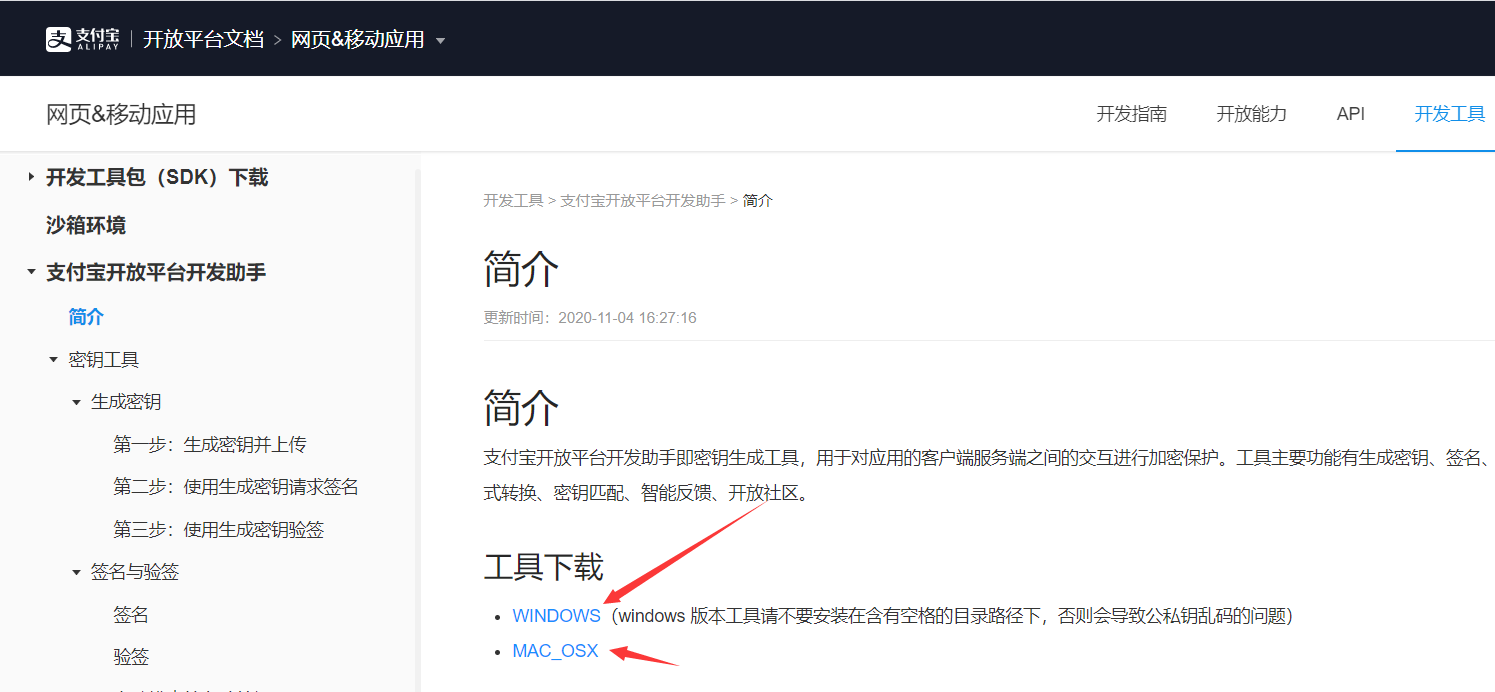 支付宝 ALIPAY 开放平台文档 > 网页&移动应用
网页&移动应用 开发指南 开放能力 API 开发工具
开发工具包（SDK）下载
沙箱环境
支付宝开放平台开发助手
简介
密钥工具
生成密钥
第一步：生成密钥并上传
第二步：使用生成密钥请求签名
第三步：使用生成密钥验签
签名与验签
签名
验签
开发工具 > 支付宝开放平台开发助手 > 简介
简介
更新时间：2020-11-04 16:27:16
简介
支付宝开放平台开发助手即密钥生成工具，用于对应用的客户端服务端之间的交互进行加密保护。工具主要功能有生成密钥、签名、
式转换、密钥匹配、智能反馈、开放社区。
工具下载
WINDOWS（windows 版本工具请不要安装在含有空格的目录路径下，否则会导致公私钥乱码的问题）
MAC_OSX